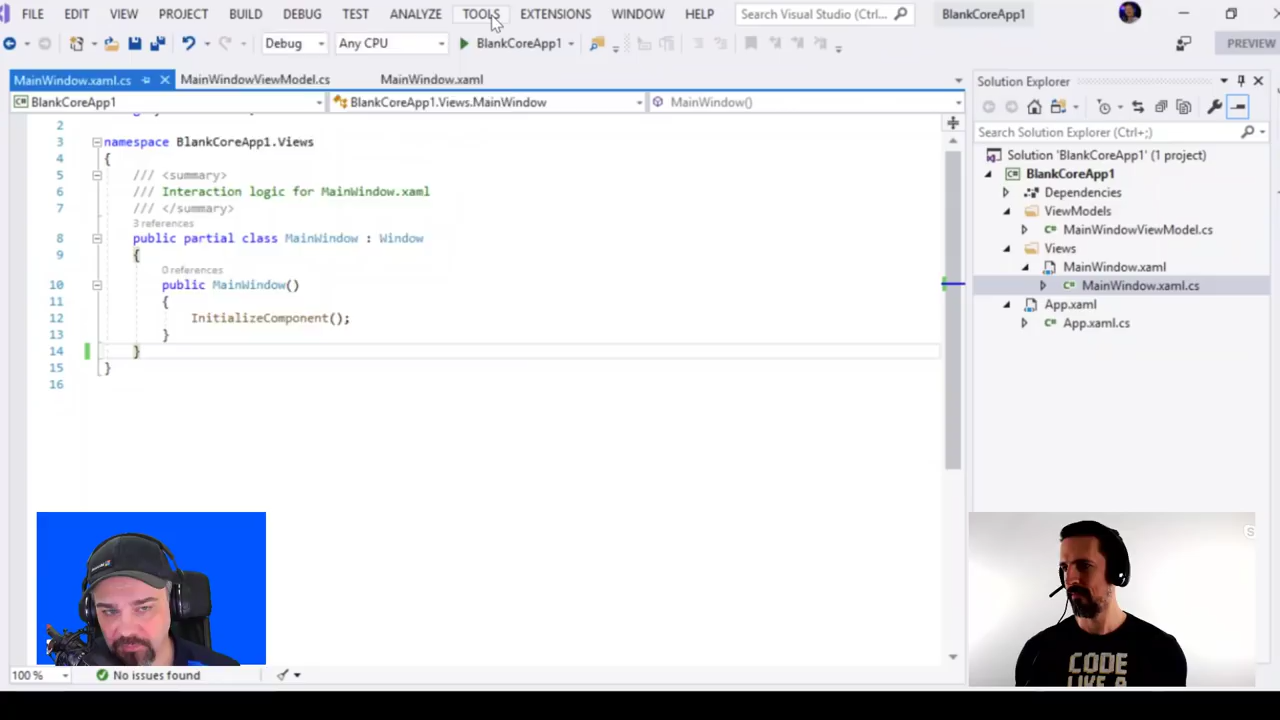 FILE EDIT VIEW PROJECT BUILD DEBUG TEST ANALYZE TOOLS EXTENSIONS WINDOW HELP Search Visual Studio (Ctrl... BlankCoreApp1
Debug Any CPU BlankCoreApp1 PREVIEW
MainWindow.xaml.cs MainWindowViewModel.cs MainWindow.xaml
BlankCoreApp1 BlankCoreApp1.Views.MainWindow MainWindow()
2
3 namespace BlankCoreApp1.Views
4 {
5 /// <summary>
6 /// Interaction logic for MainWindow.xaml
7 /// </summary>
3 references
8 public partial class MainWindow : Window
9 {
0 references
10 public MainWindow()
11 {
12 InitializeComponent();
13 }
14 }
15 }
16
Solution Explorer
Search Solution Explorer (Ctrl+;)
Solution 'BlankCoreApp1' (1 project)
BlankCoreApp1
Dependencies
ViewModels
MainWindowViewModel.cs
Views
MainWindow.xaml
MainWindow.xaml.cs
App.xaml
App.xaml.cs
CODE
LIKE A
100 % No issues found